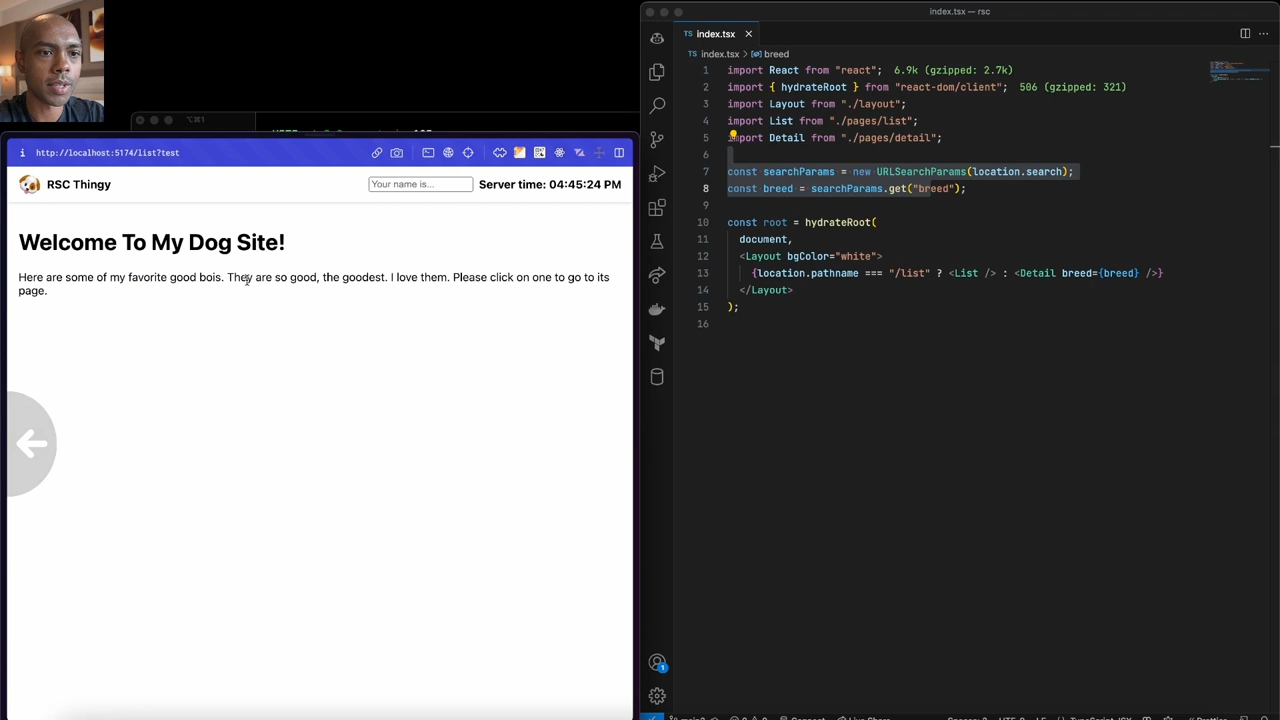 index.tsx — rsc
TS index.tsx
TS index.tsx > breed
1 import React from "react"; 6.9k (gzipped: 2.7k)
2 import { hydrateRoot } from "react-dom/client"; 506 (gzipped: 321)
3 import Layout from "./layout";
4 import List from "./pages/list";
5 import Detail from "./pages/detail";
6
7 const searchParams = new URLSearchParams(location.search);
8 const breed = searchParams.get("breed");
9
10 const root = hydrateRoot(
11 document,
12 <Layout bgColor="white">
13 {location.pathname === "/list" ? <List /> : <Detail breed={breed} />}
14 </Layout>
15 );
16
⌥⌘1
http://localhost:5174/list?test
RSC Thingy
Your name is...
Server time: 04:45:24 PM
Welcome To My Dog Site!
Here are some of my favorite good bois. They are so good, the goodest. I love them. Please click on one to go to its
page.
1